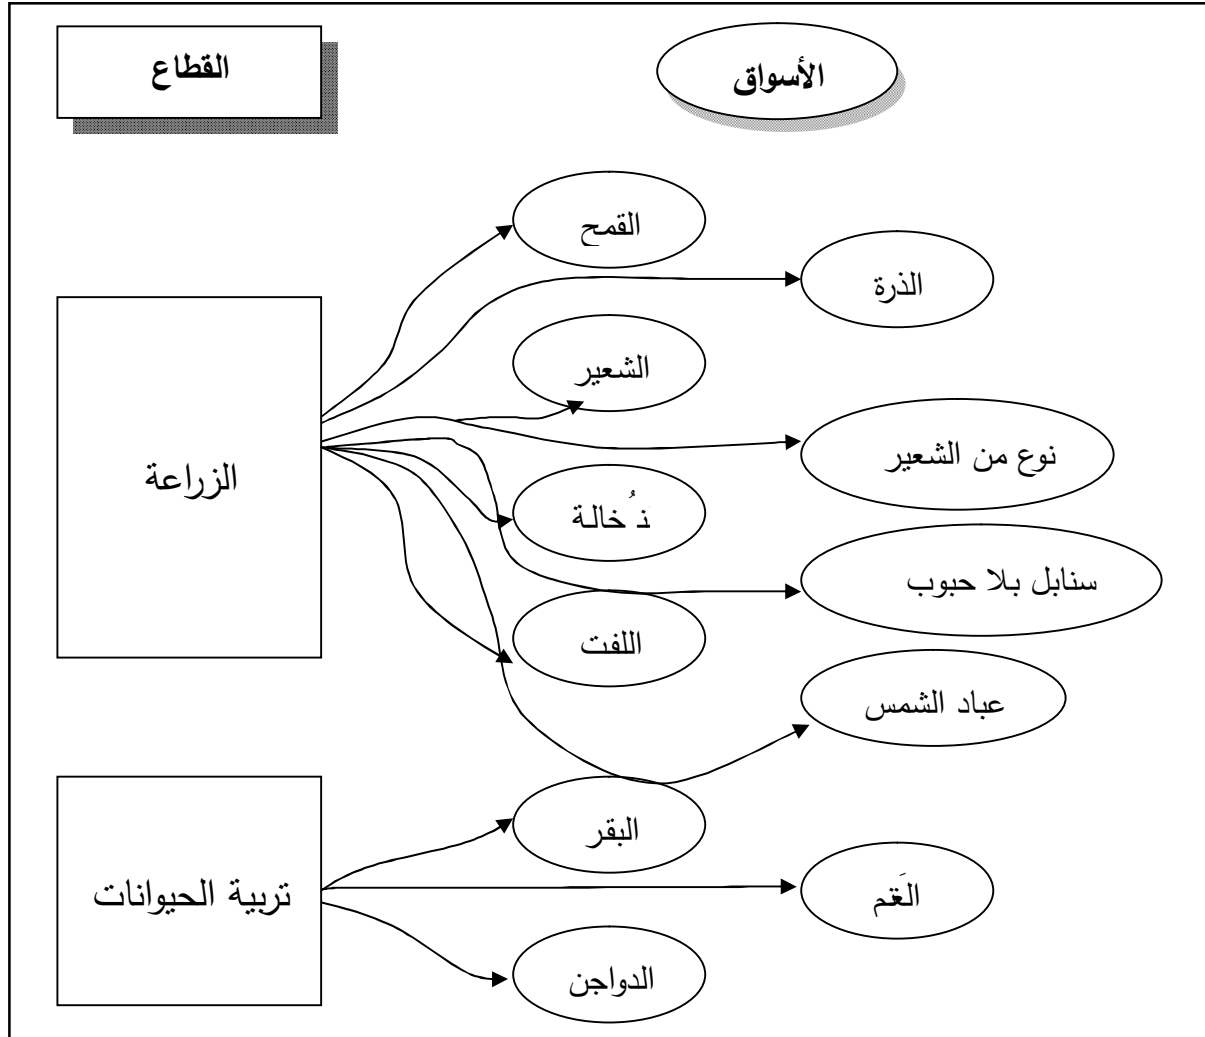 القطاع
الأسواق
القمح
الذرة
الشعير
نوع من الشعير
الزراعة
نُخالة
سنابل بلا حبوب
اللفت
عباد الشمس
البقر
تربية الحيوانات
الغَنم
الدواجن